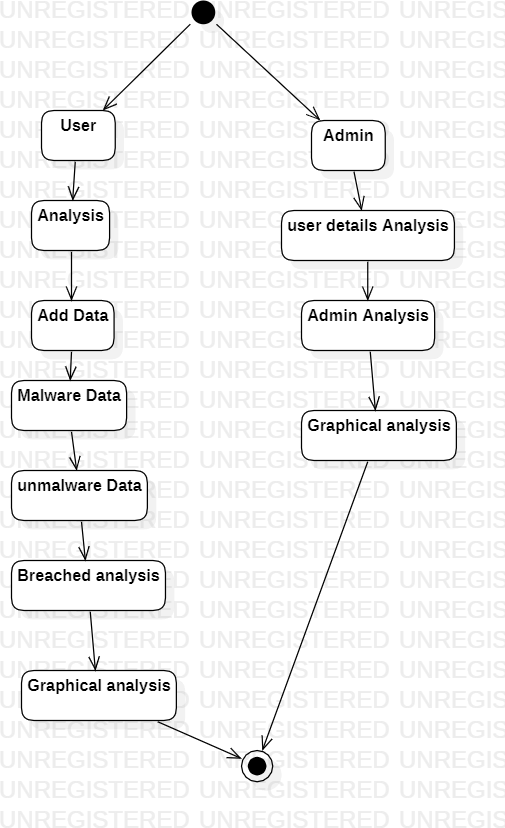 User
Admin
Analysis
user details Analysis
Add Data
Admin Analysis
Malware Data
Graphical analysis
unmalware Data
Breached analysis
Graphical analysis
UNREGISTERED